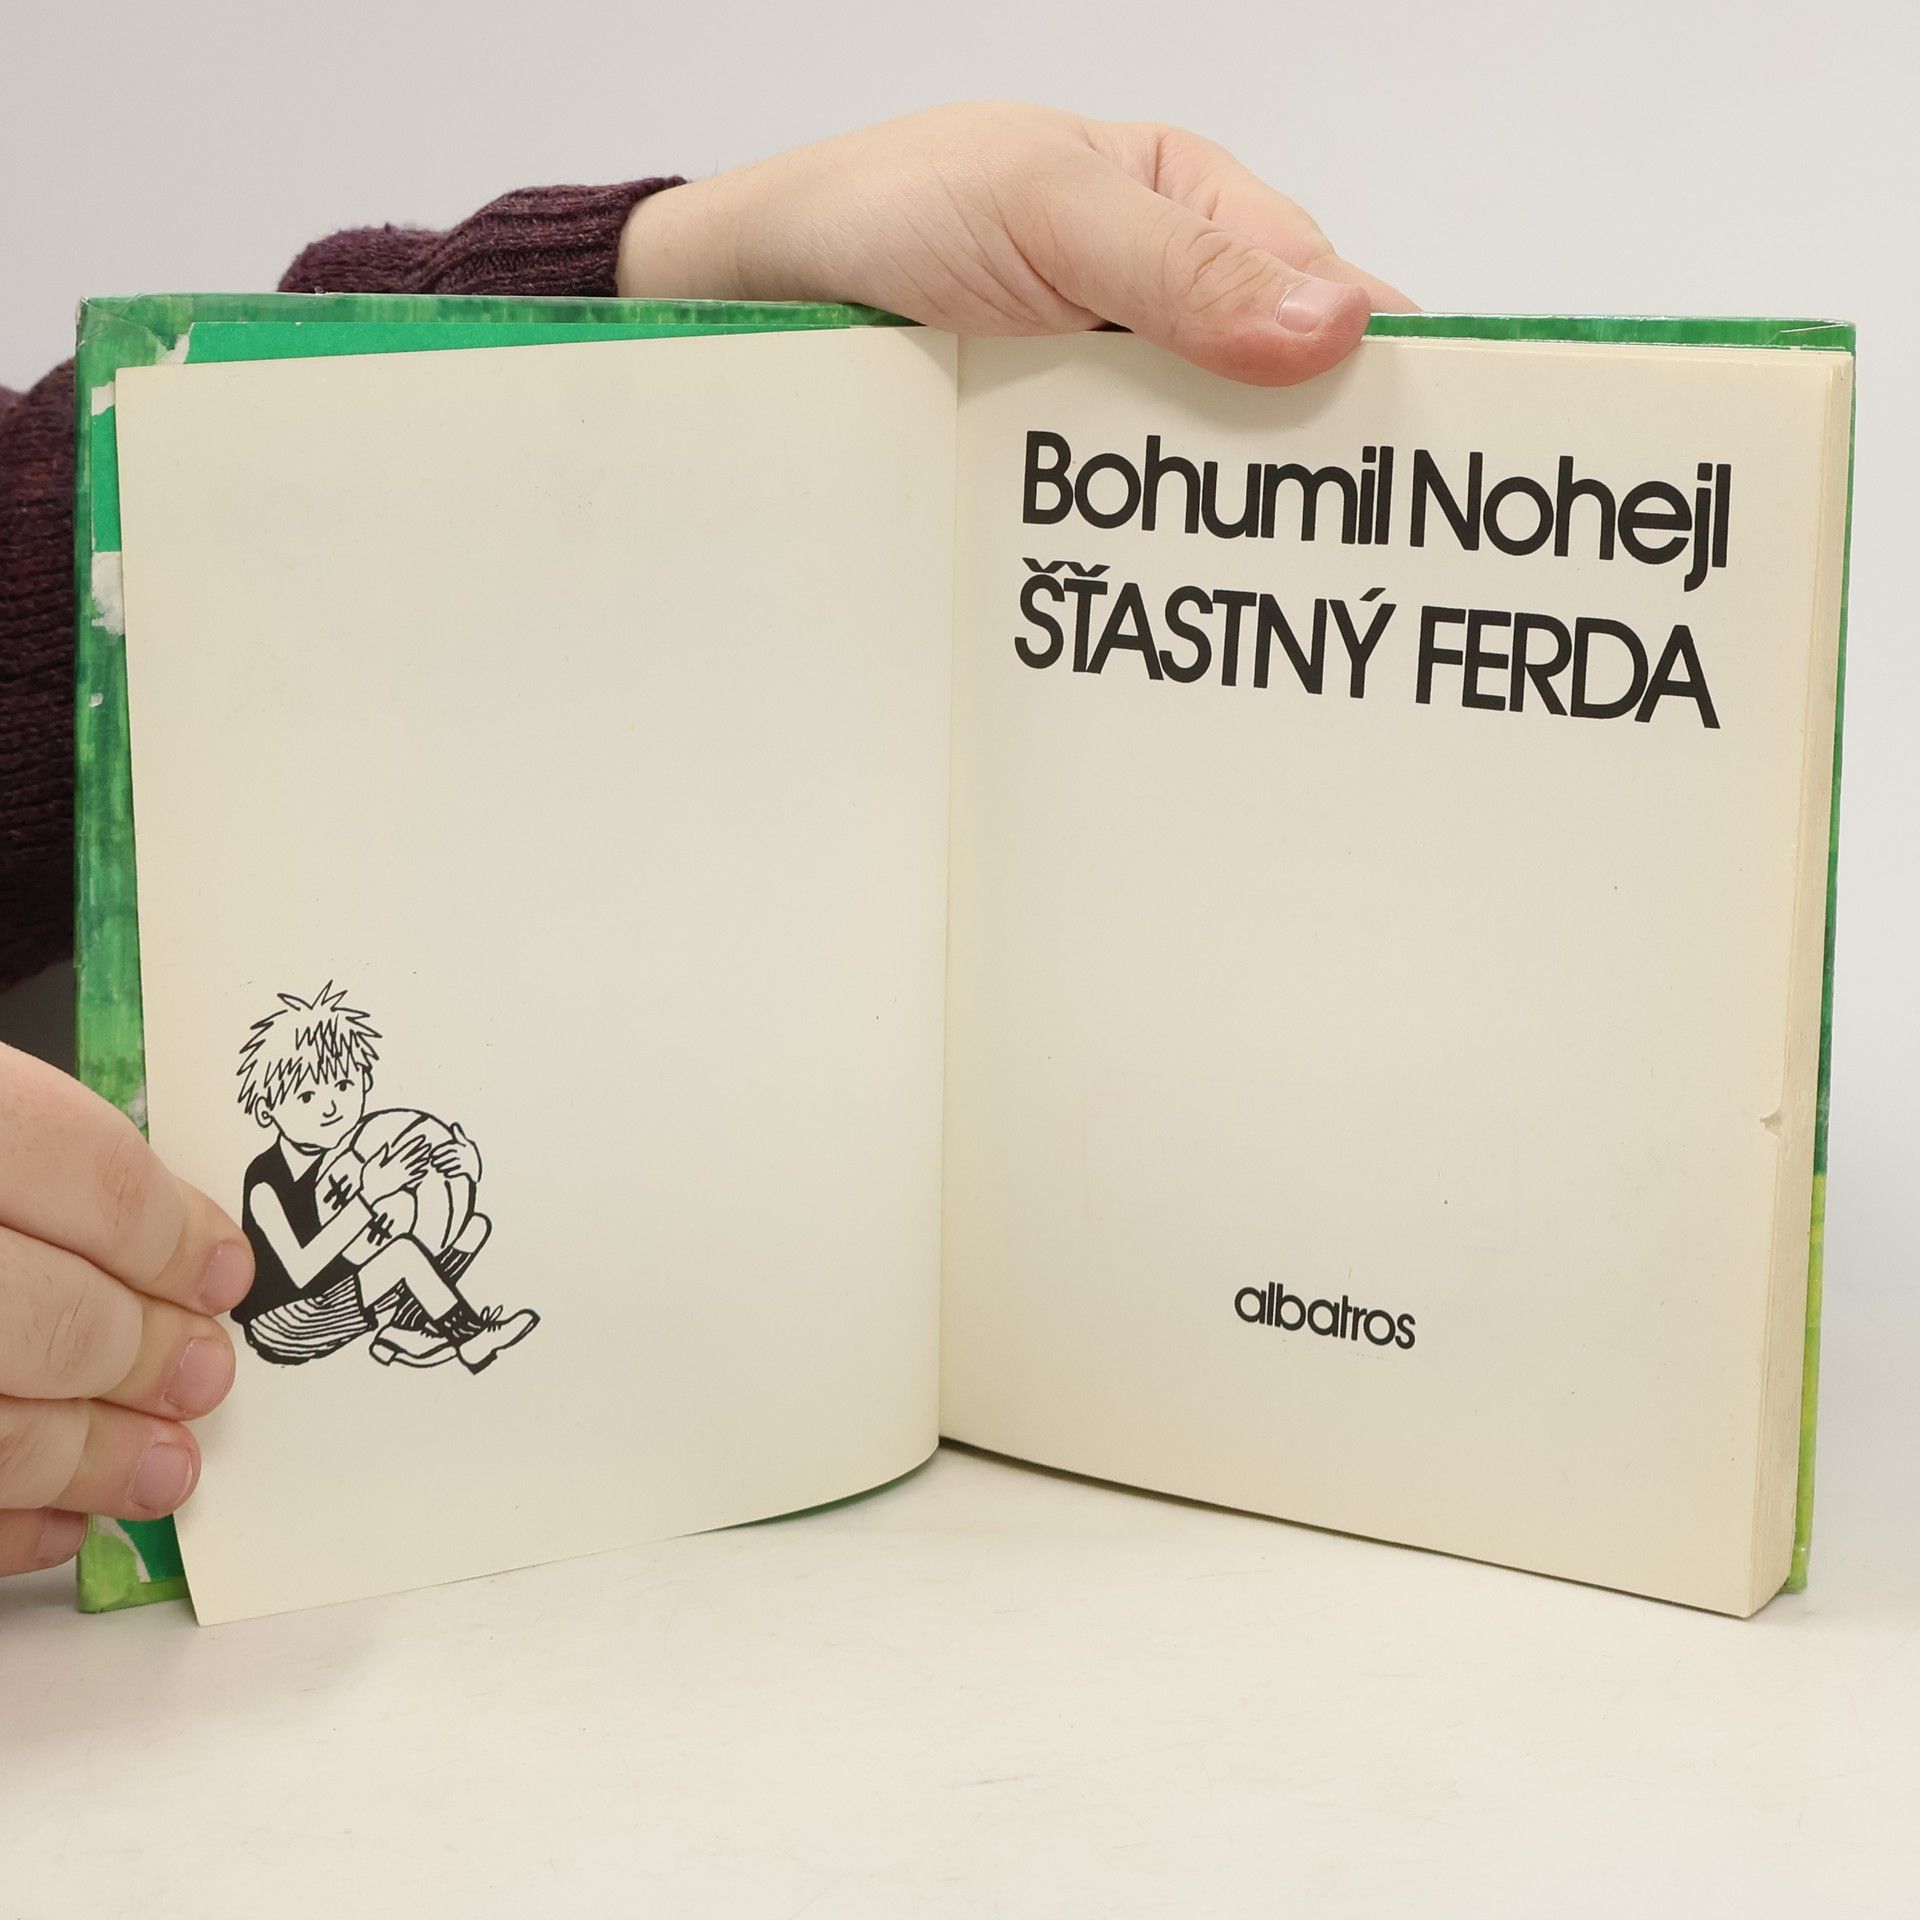 Bohumil Nohejl
ŠŤASTNÝ FERDA
albatros